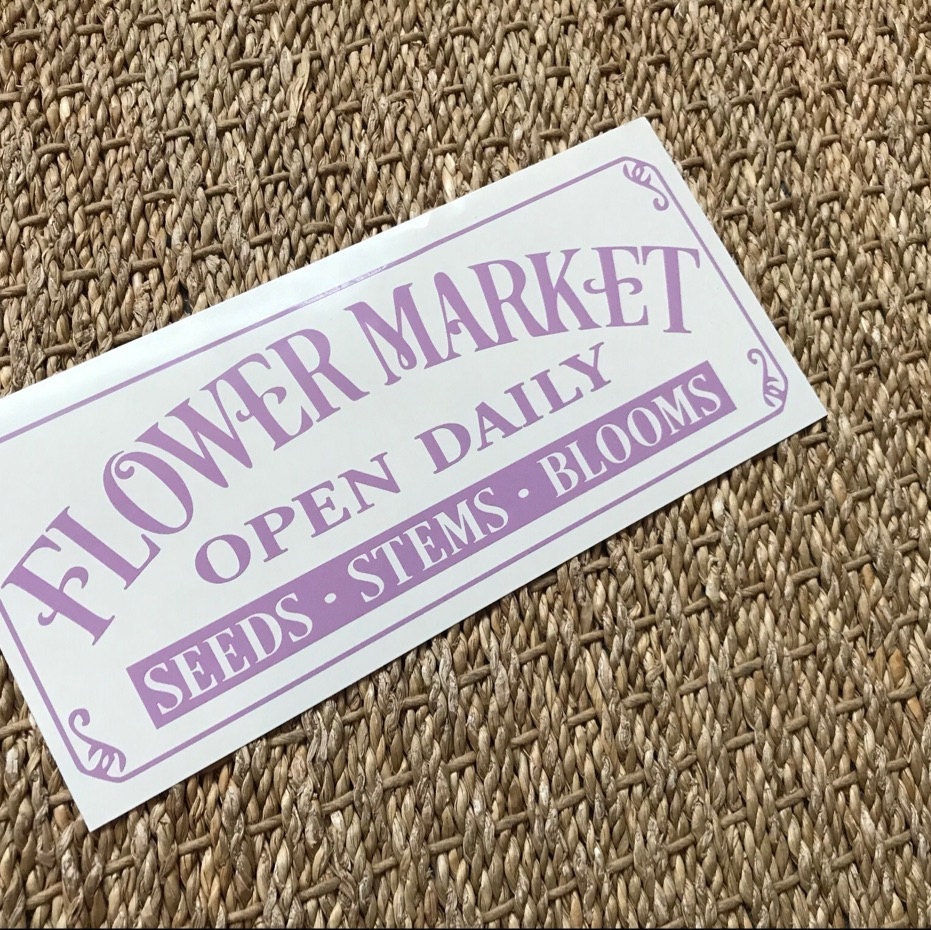 FLOWER MARKET
OPEN DAILY
SEEDS • STEMS • BLOOMS